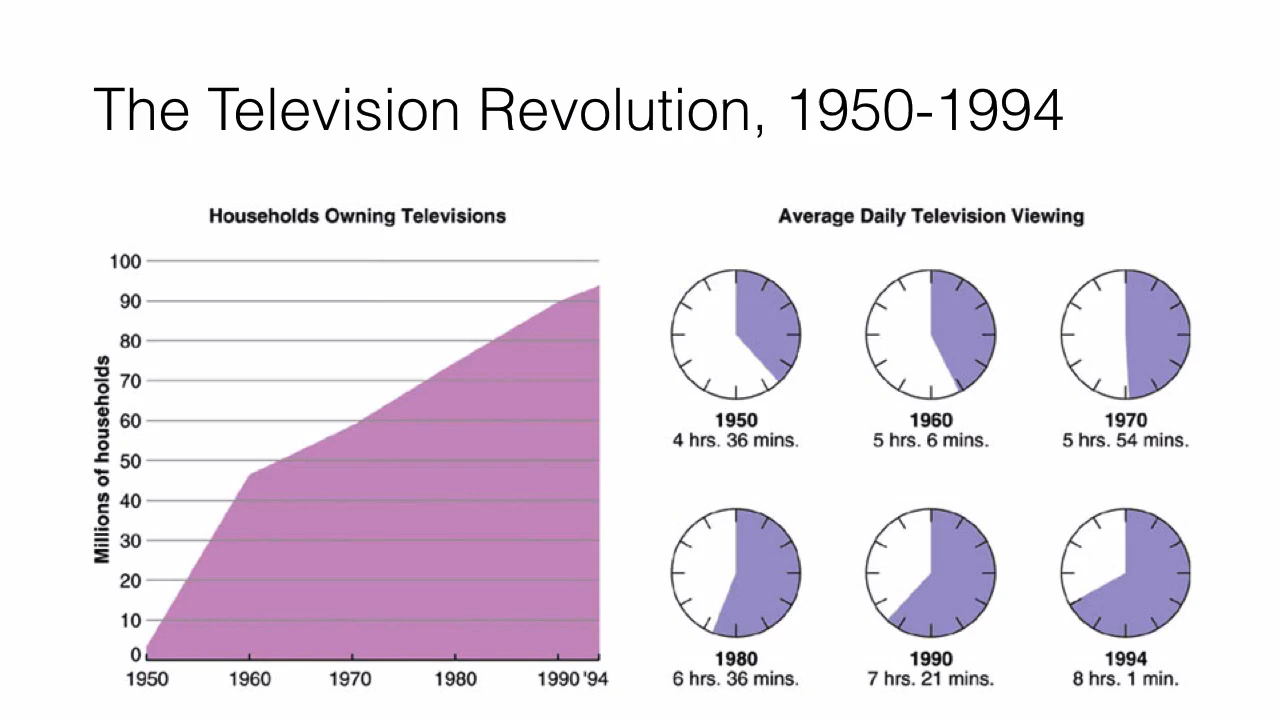 The Television Revolution, 1950-1994
Households Owning Televisions
Millions of households
100
90
80
70
60
50
40
30
20
10
0
1950 1960 1970 1980 1990 '94
Average Daily Television Viewing
1950 1960 1970
4 hrs. 36 mins. 5 hrs. 6 mins. 5 hrs. 54 mins.
1980 1990 1994
6 hrs. 36 mins. 7 hrs. 21 mins. 8 hrs. 1 min.